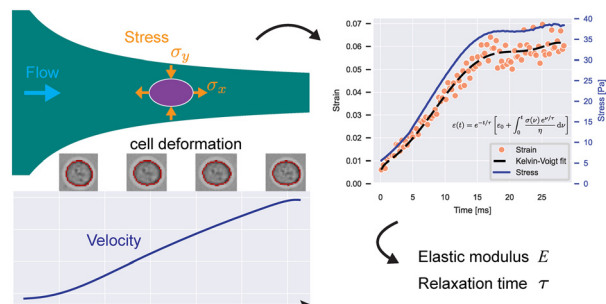 Stress
σy
Flow
σx
cell deformation
Velocity
0.07
0.06
0.05
0.04
0.03
0.02
0.01
0.00
Strain
40
35
30
25
20
15
10
5
0
Stress [Pa]
ε(t) = e^{-t/τ} [ε0 + ∫_0^t σ(ν) e^{ν/τ} / η dν]
Strain
Kelvin-Voigt fit
Stress
0 5 10 15 20 25
Time [ms]
Elastic modulus E
Relaxation time τ